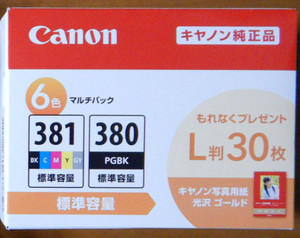 Canon
キヤノン純正品
6色 マルチパック
381
BK C M Y GY
標準容量
380
PGBK
標準容量
標準容量
もれなくプレゼント
L判30枚
キヤノン写真用紙
光沢 ゴールド